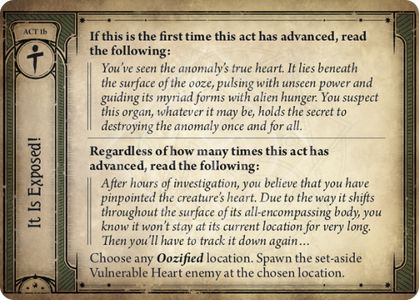 ACT 1b
It Is Exposed!
If this is the first time this act has advanced, read
the following:
You've seen the anomaly's true heart. It lies beneath
the surface of the ooze, pulsing with unseen power and
guiding its myriad forms with alien hunger. You suspect
this organ, whatever it may be, holds the secret to
destroying the anomaly once and for all.
Regardless of how many times this act has
advanced, read the following:
After hours of investigation, you believe that you have
pinpointed the creature's heart. Due to the way it shifts
throughout the surface of its all-encompassing body, you
know it won't stay at its current location for very long.
Then you'll have to track it down again…
Choose any Oozified location. Spawn the set-aside
Vulnerable Heart enemy at the chosen location.